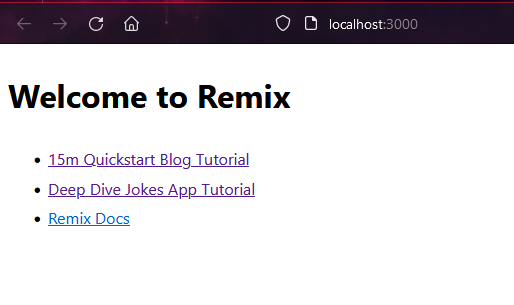 localhost:3000
Welcome to Remix
15m Quickstart Blog Tutorial
Deep Dive Jokes App Tutorial
Remix Docs